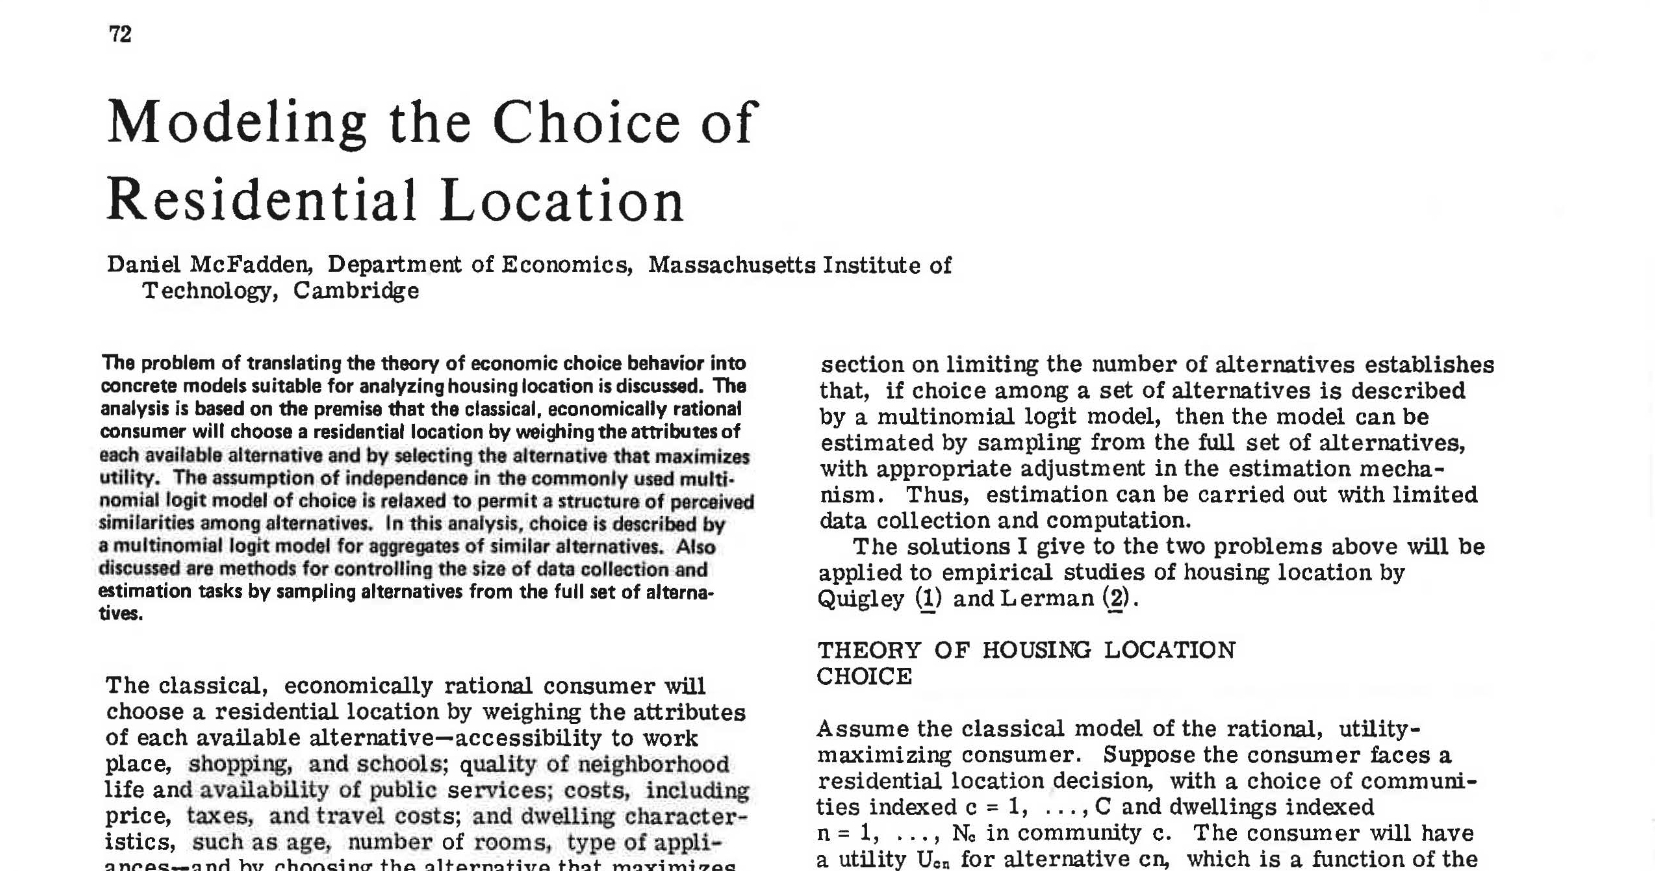 72
Modeling the Choice of
Residential Location
Daniel McFadden, Department of Economics, Massachusetts Institute of
Technology, Cambridge
The problem of translating the theory of economic choice behavior into
concrete models suitable for analyzing housing location is discussed. The
analysis is based on the premise that the classical, economically rational
consumer will choose a residential location by weighing the attributes of
each available alternative and by selecting the alternative that maximizes
utility. The assumption of independence in the commonly used multi-
nomial logit model of choice is relaxed to permit a structure of perceived
similarities among alternatives. In this analysis, choice is described by
a multinomial logit model for aggregates of similar alternatives. Also
discussed are methods for controlling the size of data collection and
estimation tasks by sampling alternatives from the full set of alterna-
tives.
The classical, economically rational consumer will
choose a residential location by weighing the attributes
of each available alternative—accessibility to work
place, shopping, and schools; quality of neighborhood
life and availability of public services; costs, including
price, taxes, and travel costs; and dwelling character-
istics, such as age, number of rooms, type of appli-
ances—and by choosing the alternative that maximizes
section on limiting the number of alternatives establishes
that, if choice among a set of alternatives is described
by a multinomial logit model, then the model can be
estimated by sampling from the full set of alternatives,
with appropriate adjustment in the estimation mecha-
nism. Thus, estimation can be carried out with limited
data collection and computation.
The solutions I give to the two problems above will be
applied to empirical studies of housing location by
Quigley (1) and Lerman (2).
THEORY OF HOUSING LOCATION
CHOICE
Assume the classical model of the rational, utility-
maximizing consumer. Suppose the consumer faces a
residential location decision, with a choice of communi-
ties indexed c = 1, ..., C and dwellings indexed
n = 1, ..., Nc in community c. The consumer will have
a utility Ucn for alternative cn, which is a function of the